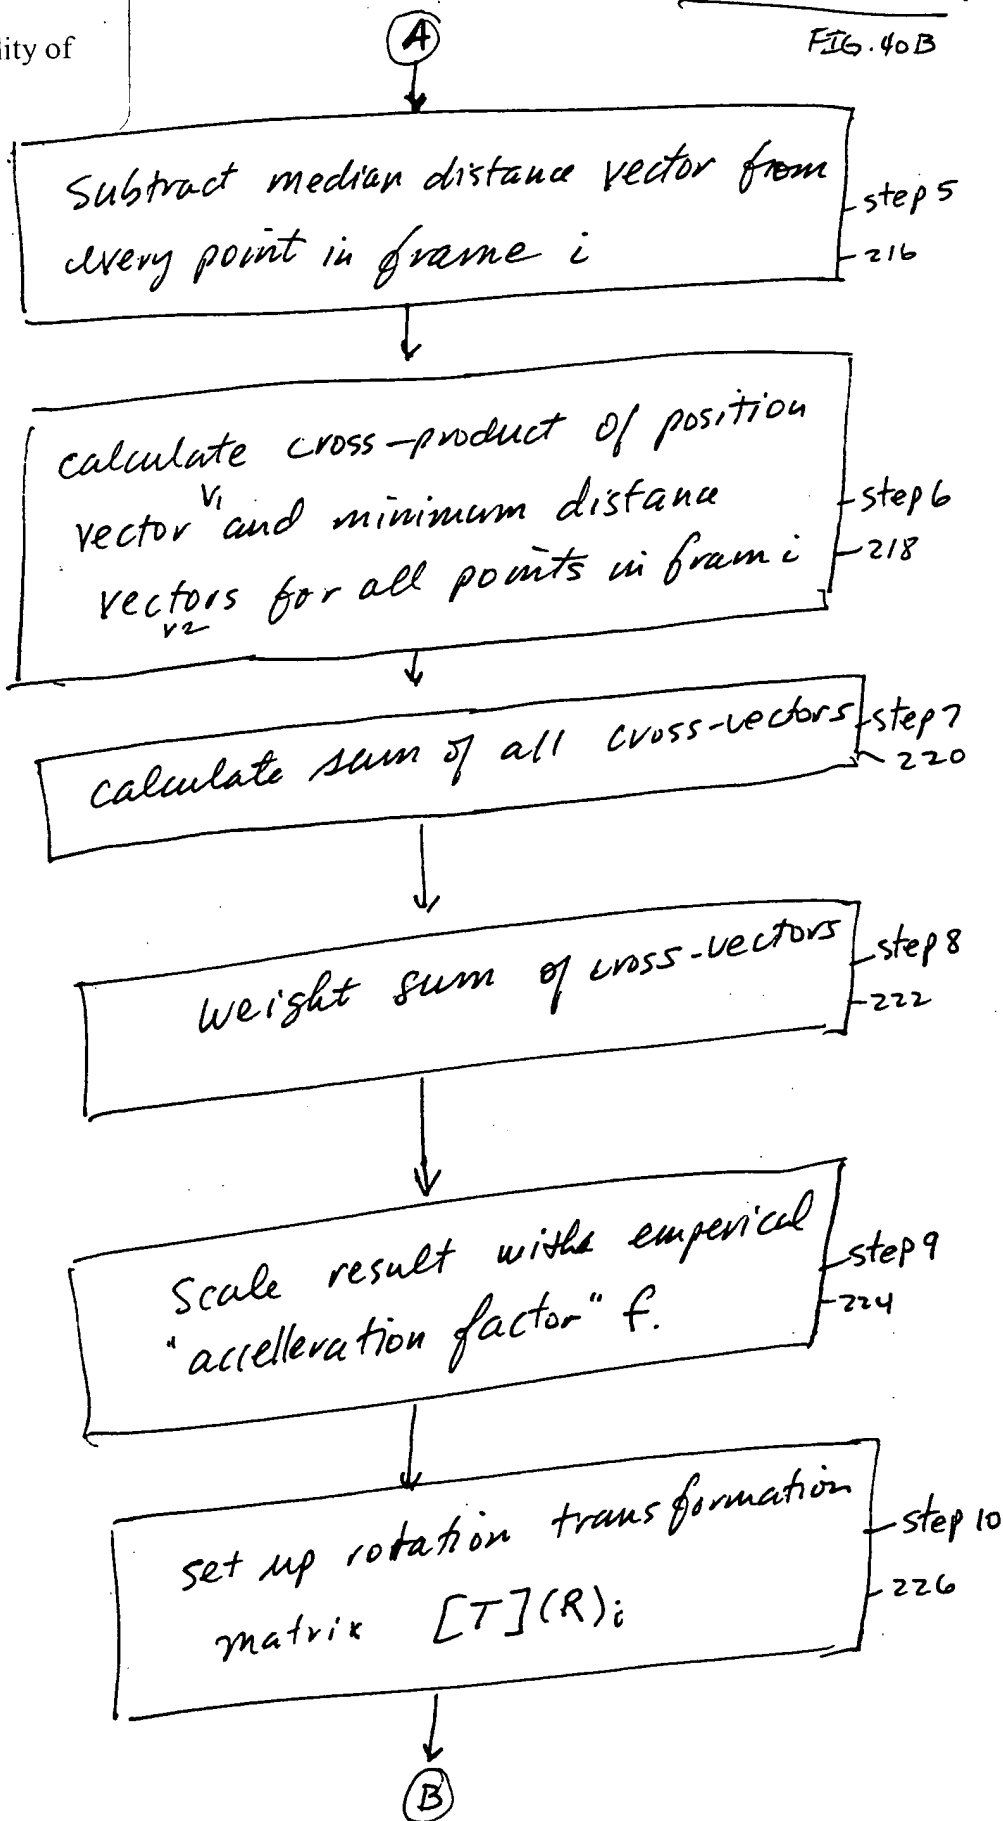 ity of
A
FIG. 40B
Subtract median distance vector from
every point in frame i
step 5
216
calculate cross-product of position
vector V1 and minimum distance
vectors for all points in fram i
v2
step 6
218
calculate sum of all cross-vectors
step 7
220
weight sum of cross-vectors
step 8
222
Scale result with emperical
"accelleration factor" f.
step 9
224
set up rotation transformation
matrix [T](R)i
step 10
226
B